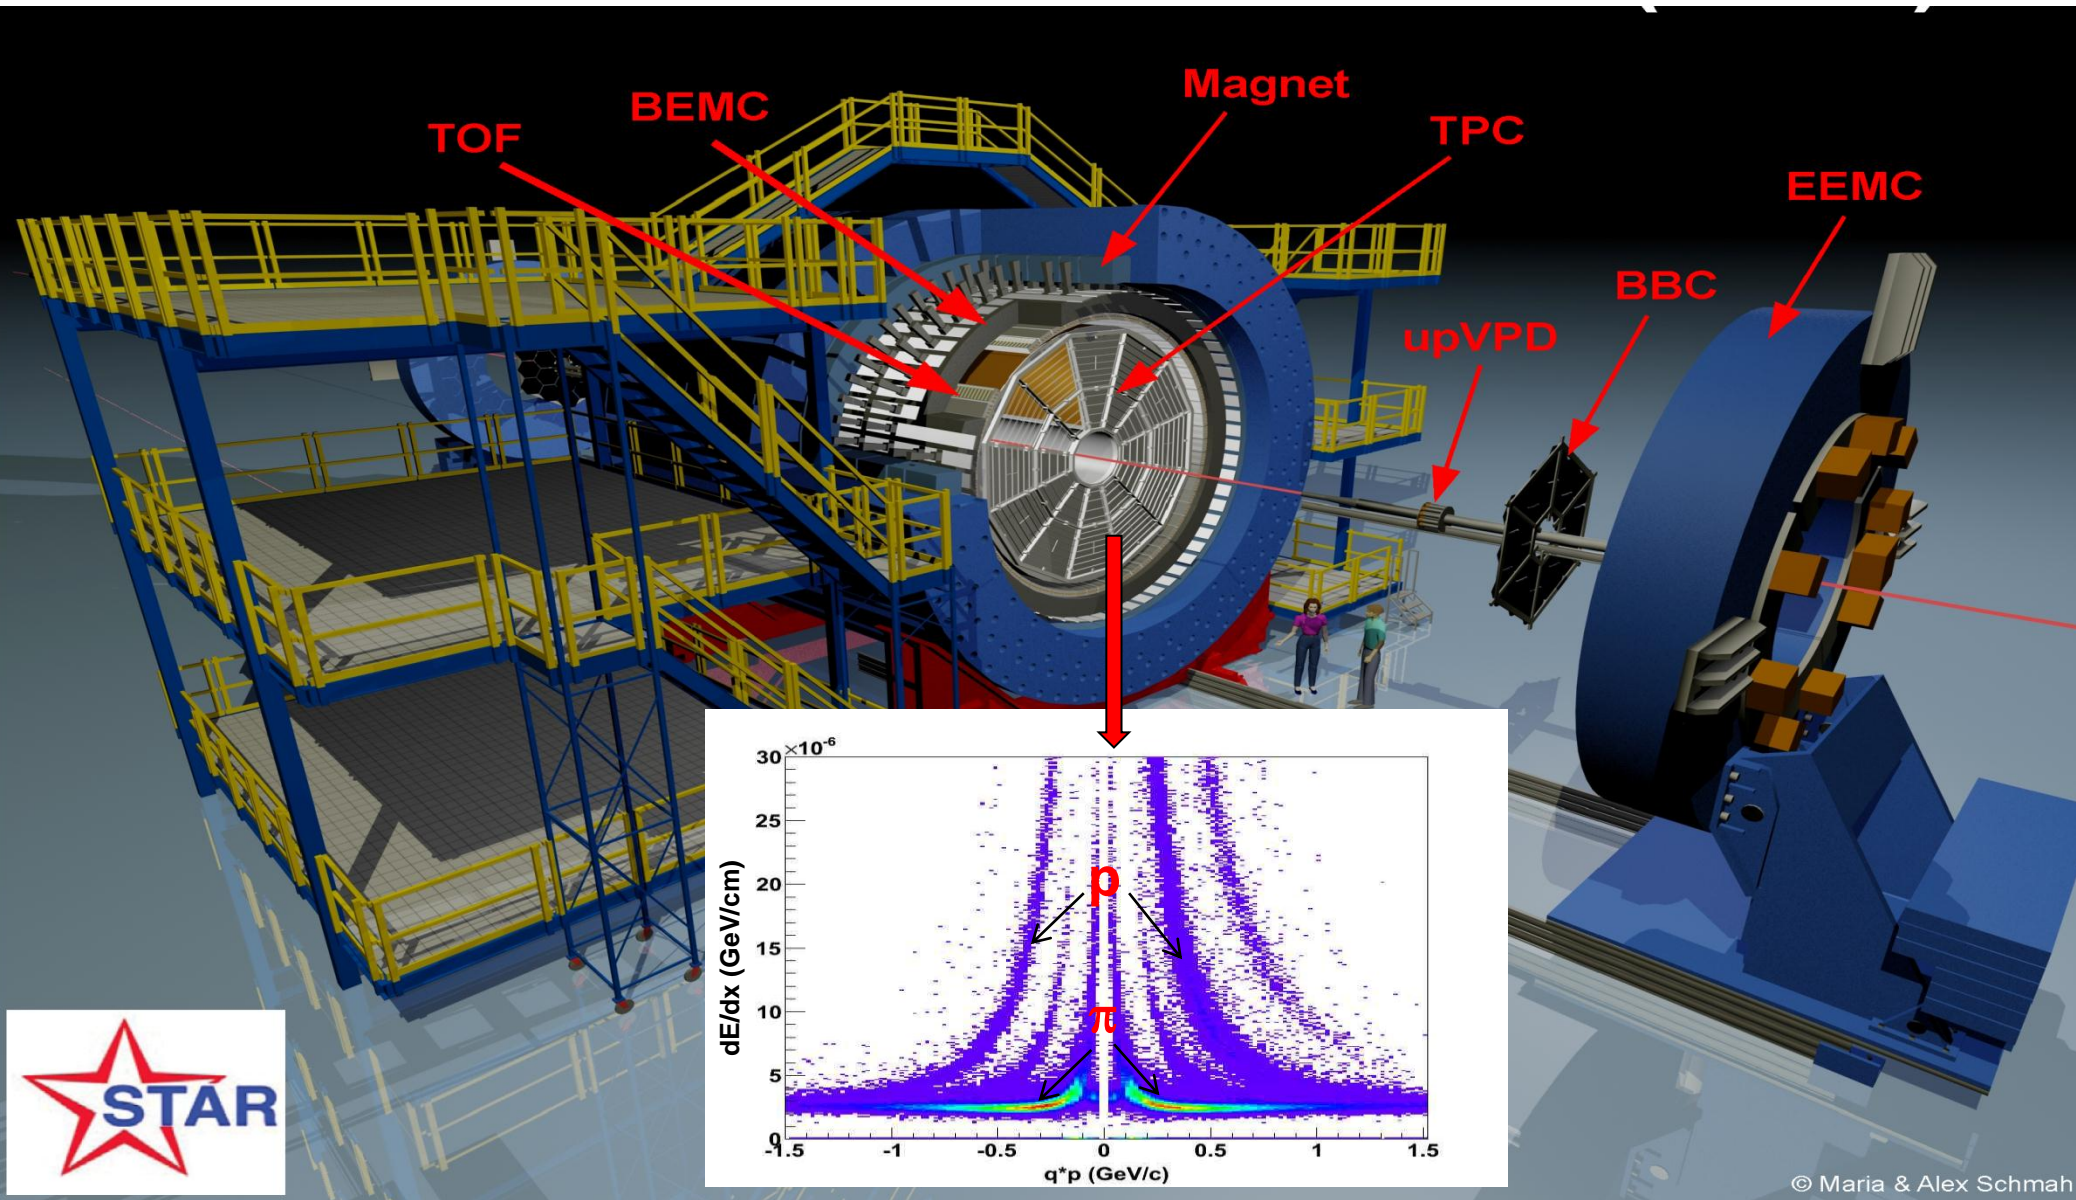 Magnet
BEMC
TOF
TPC
EEMC
BBC
upVPD
30 ×10-6
25
20
15
10
5
0
dE/dx (GeV/cm)
p
π
-1.5 -1 -0.5 0 0.5 1 1.5
q*p (GeV/c)
STAR
© Maria & Alex Schmah